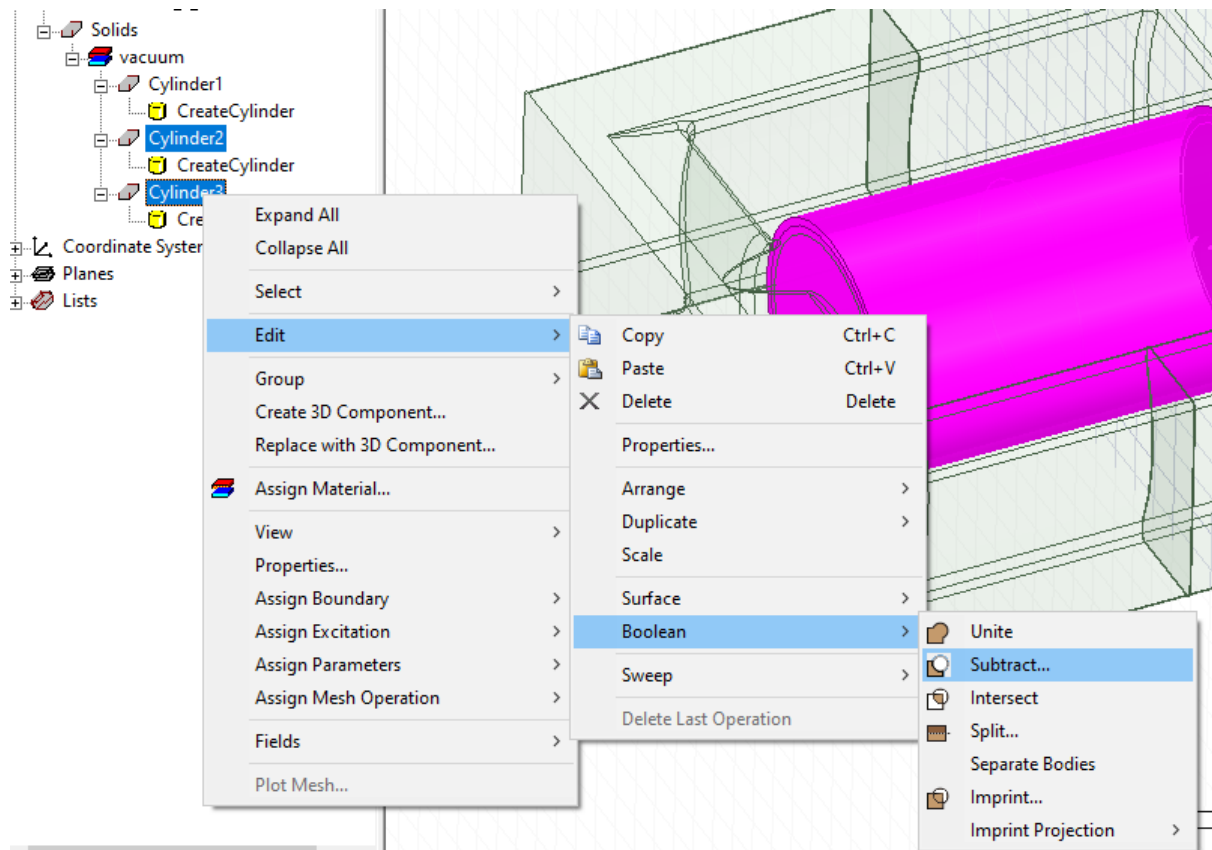 Solids
vacuum
Cylinder1
CreateCylinder
Cylinder2
CreateCylinder
Cylinder3
Cre
Coordinate System
Planes
Lists
Expand All
Collapse All
Select
Edit
Group
Create 3D Component...
Replace with 3D Component...
Assign Material...
View
Properties...
Assign Boundary
Assign Excitation
Assign Parameters
Assign Mesh Operation
Fields
Plot Mesh...
Copy Ctrl+C
Paste Ctrl+V
Delete Delete
Properties...
Arrange
Duplicate
Scale
Surface
Boolean
Sweep
Delete Last Operation
Unite
Subtract...
Intersect
Split...
Separate Bodies
Imprint...
Imprint Projection